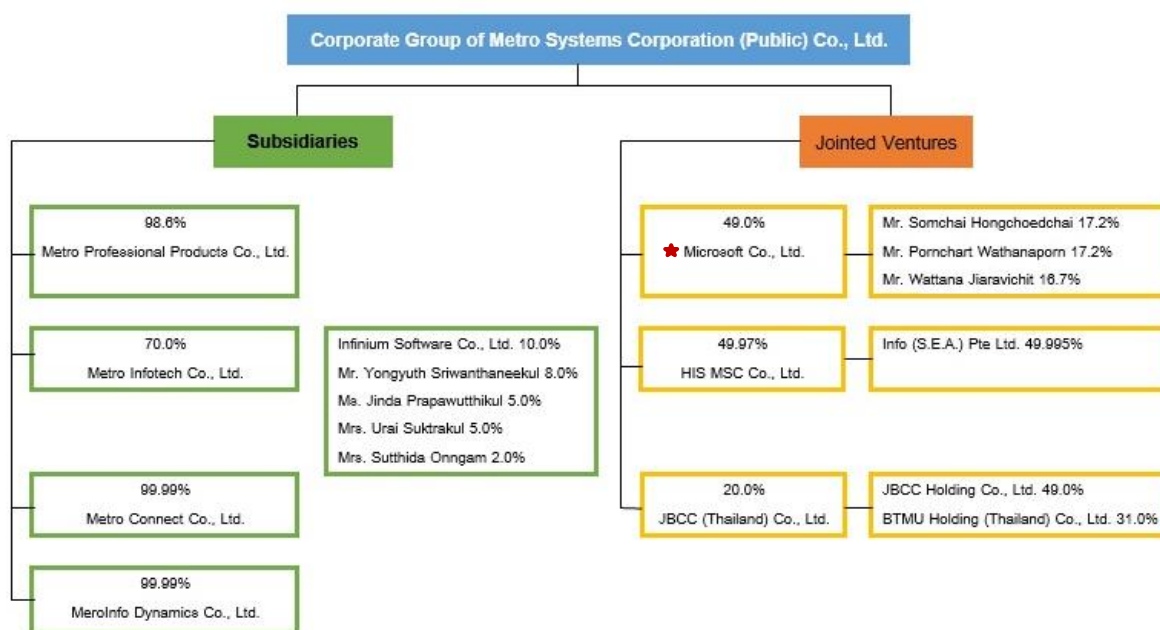 Corporate Group of Metro Systems Corporation (Public) Co., Ltd.
Subsidiaries
98.6%
Metro Professional Products Co., Ltd.
70.0%
Metro Infotech Co., Ltd.
Infinium Software Co., Ltd. 10.0%
Mr. Yongyuth Sriwanthaneekul 8.0%
Ms. Jinda Prapawutthikul 5.0%
Mrs. Urai Suktrakul 5.0%
Mrs. Sutthida Onngam 2.0%
99.99%
Metro Connect Co., Ltd.
99.99%
MeroInfo Dynamics Co., Ltd.
Jointed Ventures
49.0%
Microsoft Co., Ltd.
Mr. Somchai Hongchoedchai 17.2%
Mr. Pornchart Wathanaporn 17.2%
Mr. Wattana Jiaravichit 16.7%
49.97%
HIS MSC Co., Ltd.
Info (S.E.A.) Pte Ltd. 49.995%
20.0%
JBCC (Thailand) Co., Ltd.
JBCC Holding Co., Ltd. 49.0%
BTMU Holding (Thailand) Co., Ltd. 31.0%